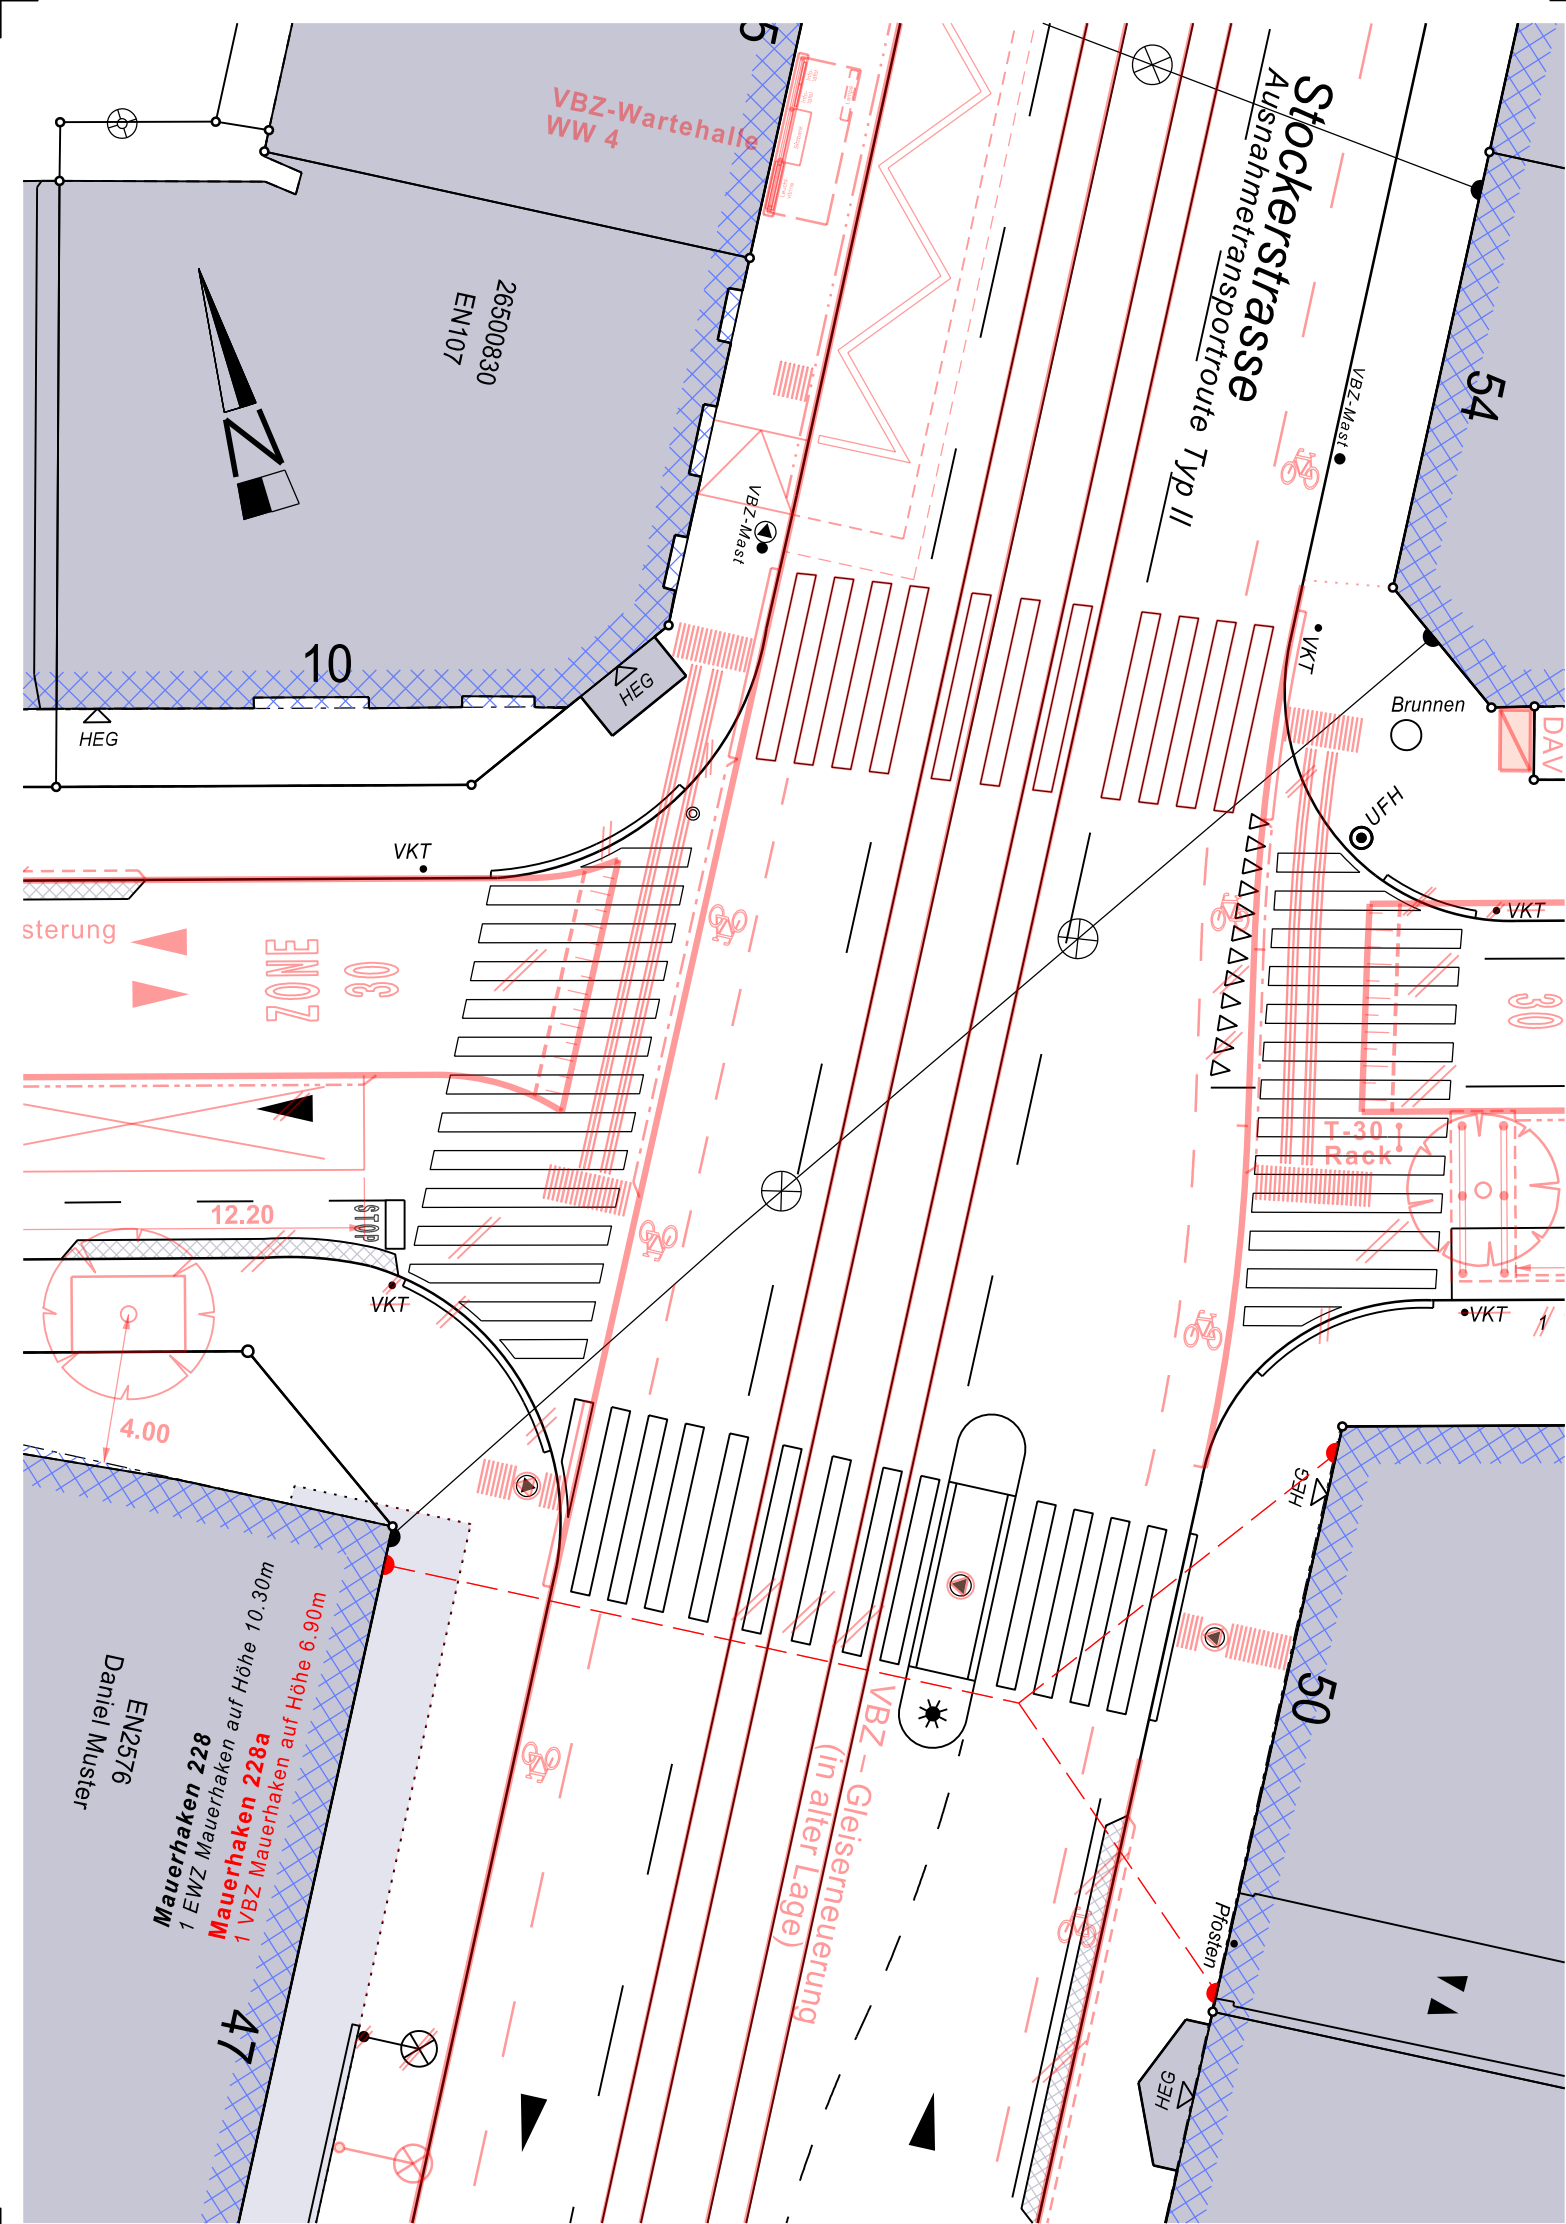 5
VBZ-Wartehalle
WW 4
Stockerstrasse
Ausnahmetransportroute Typ II
26500830
EN107
N
54
VBZ-Mast
VBZ-Mast
10
HEG
HEG
VKT
Brunnen
DAV
UFH
VKT
VKT
sterung
ZONE
30
30
T-30
Rack
12.20
STOP
VKT
VKT
1
4.00
HEG
50
Mauerhaken 228
1 EWZ Mauerhaken auf Höhe 10.30m
Mauerhaken 228a
1 VBZ Mauerhaken auf Höhe 6.90m
EN2576
Daniel Muster
VBZ - Gleiserneuerung
(in alter Lage)
Pfosten
47
HEG